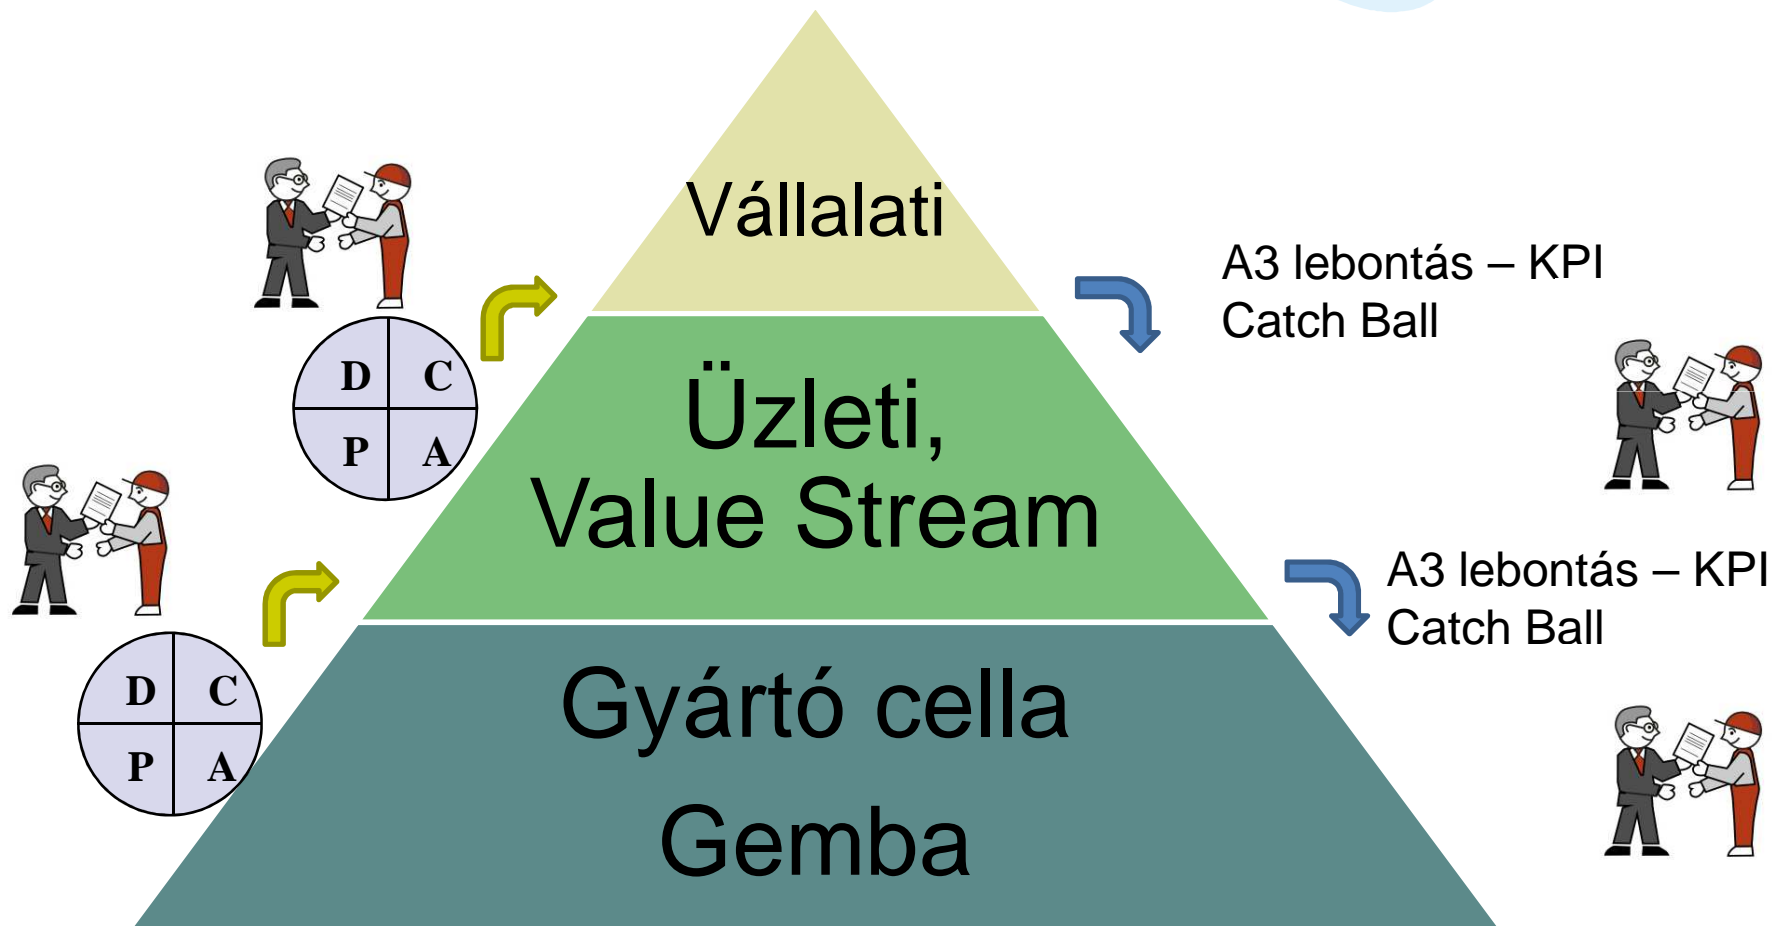 Vállalati
A3 lebontás – KPI
Catch Ball
D C
P A
Üzleti,
Value Stream
A3 lebontás – KPI
Catch Ball
D C
P A
Gyártó cella
Gemba